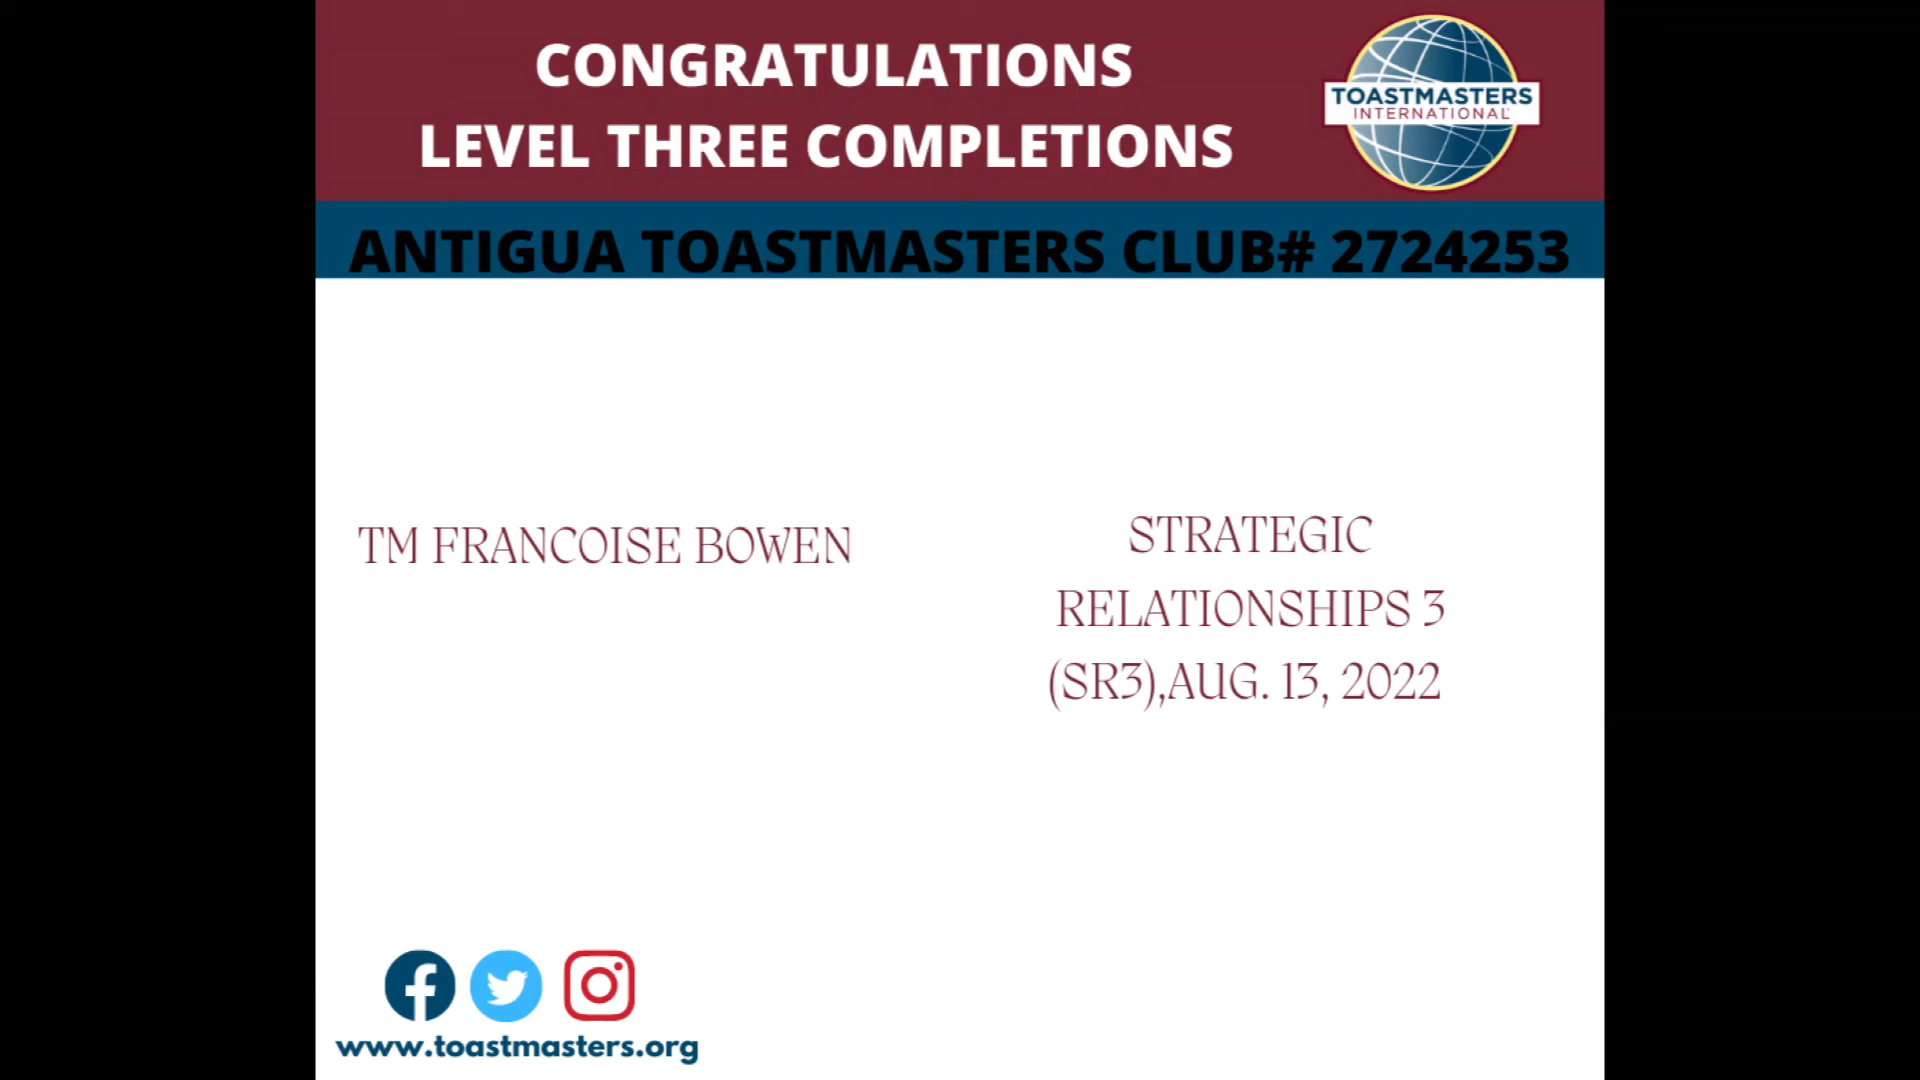 CONGRATULATIONS
LEVEL THREE COMPLETIONS
TOASTMASTERS
INTERNATIONAL
ANTIGUA TOASTMASTERS CLUB# 2724253
TM FRANCOISE BOWEN
STRATEGIC
RELATIONSHIPS 3
(SR3),AUG. 13, 2022
www.toastmasters.org